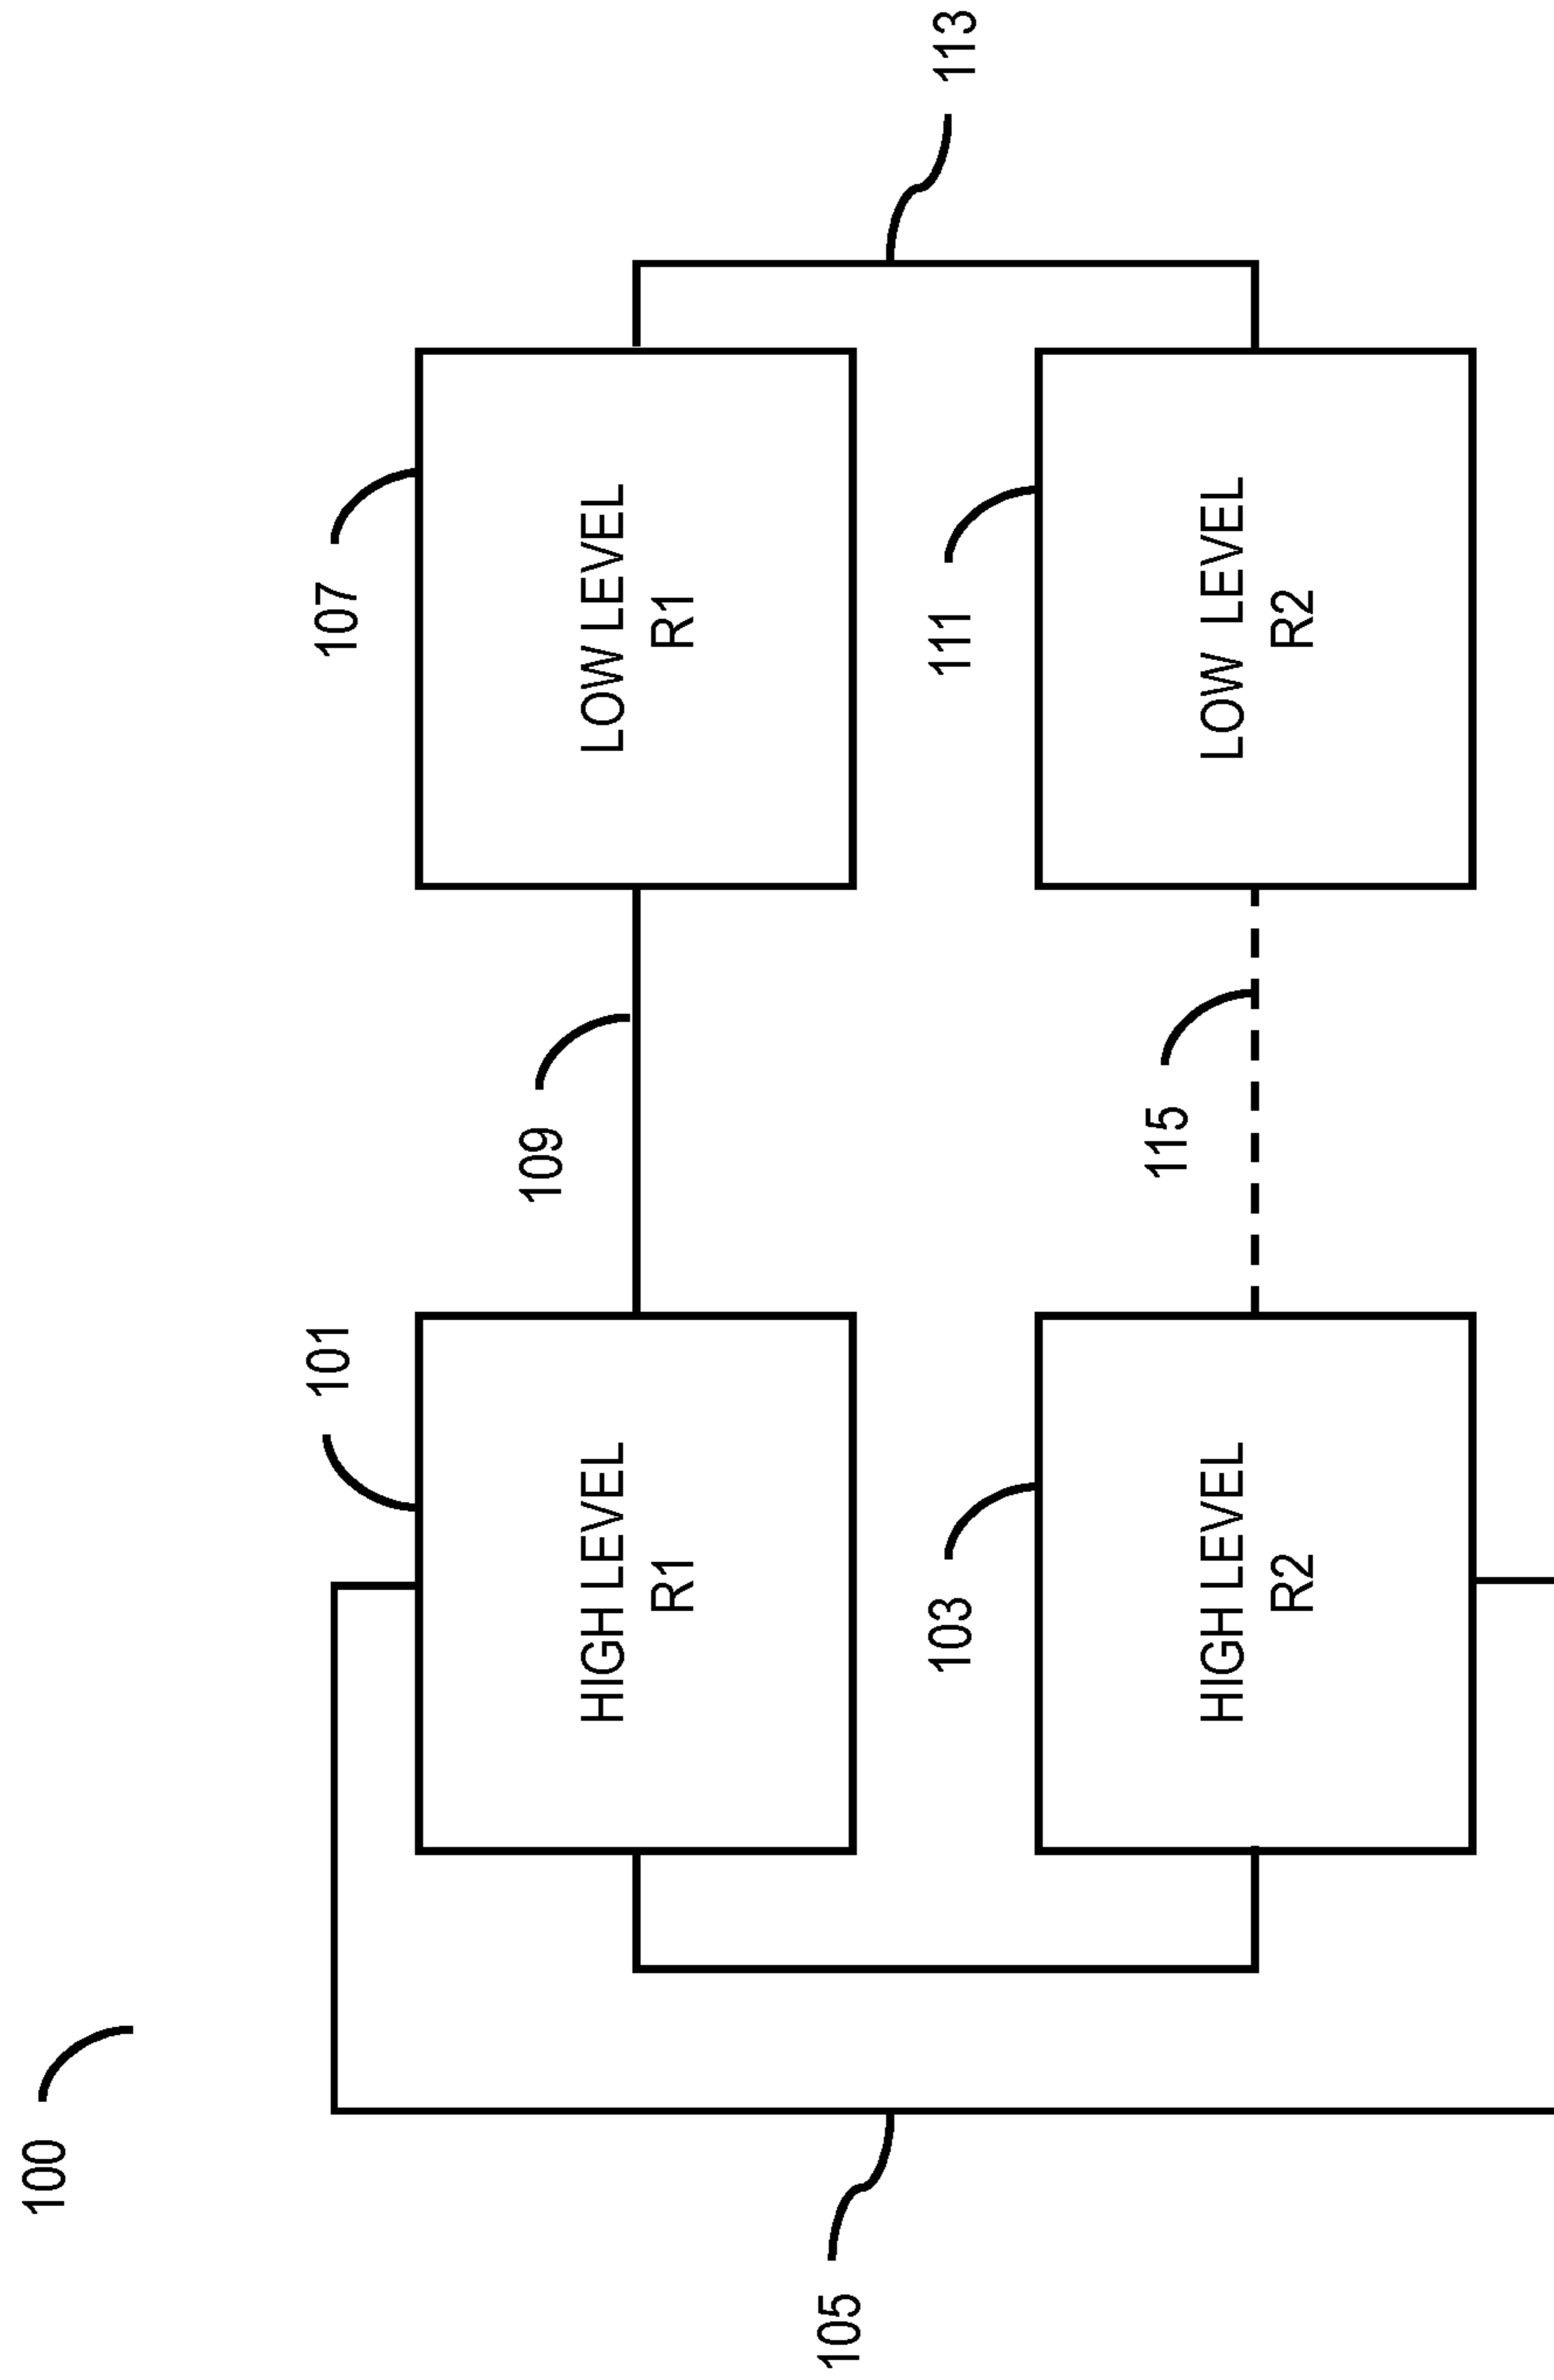 100
101
107
109
HIGH LEVEL
R1
LOW LEVEL
R1
105
103
111
113
115
HIGH LEVEL
R2
LOW LEVEL
R2